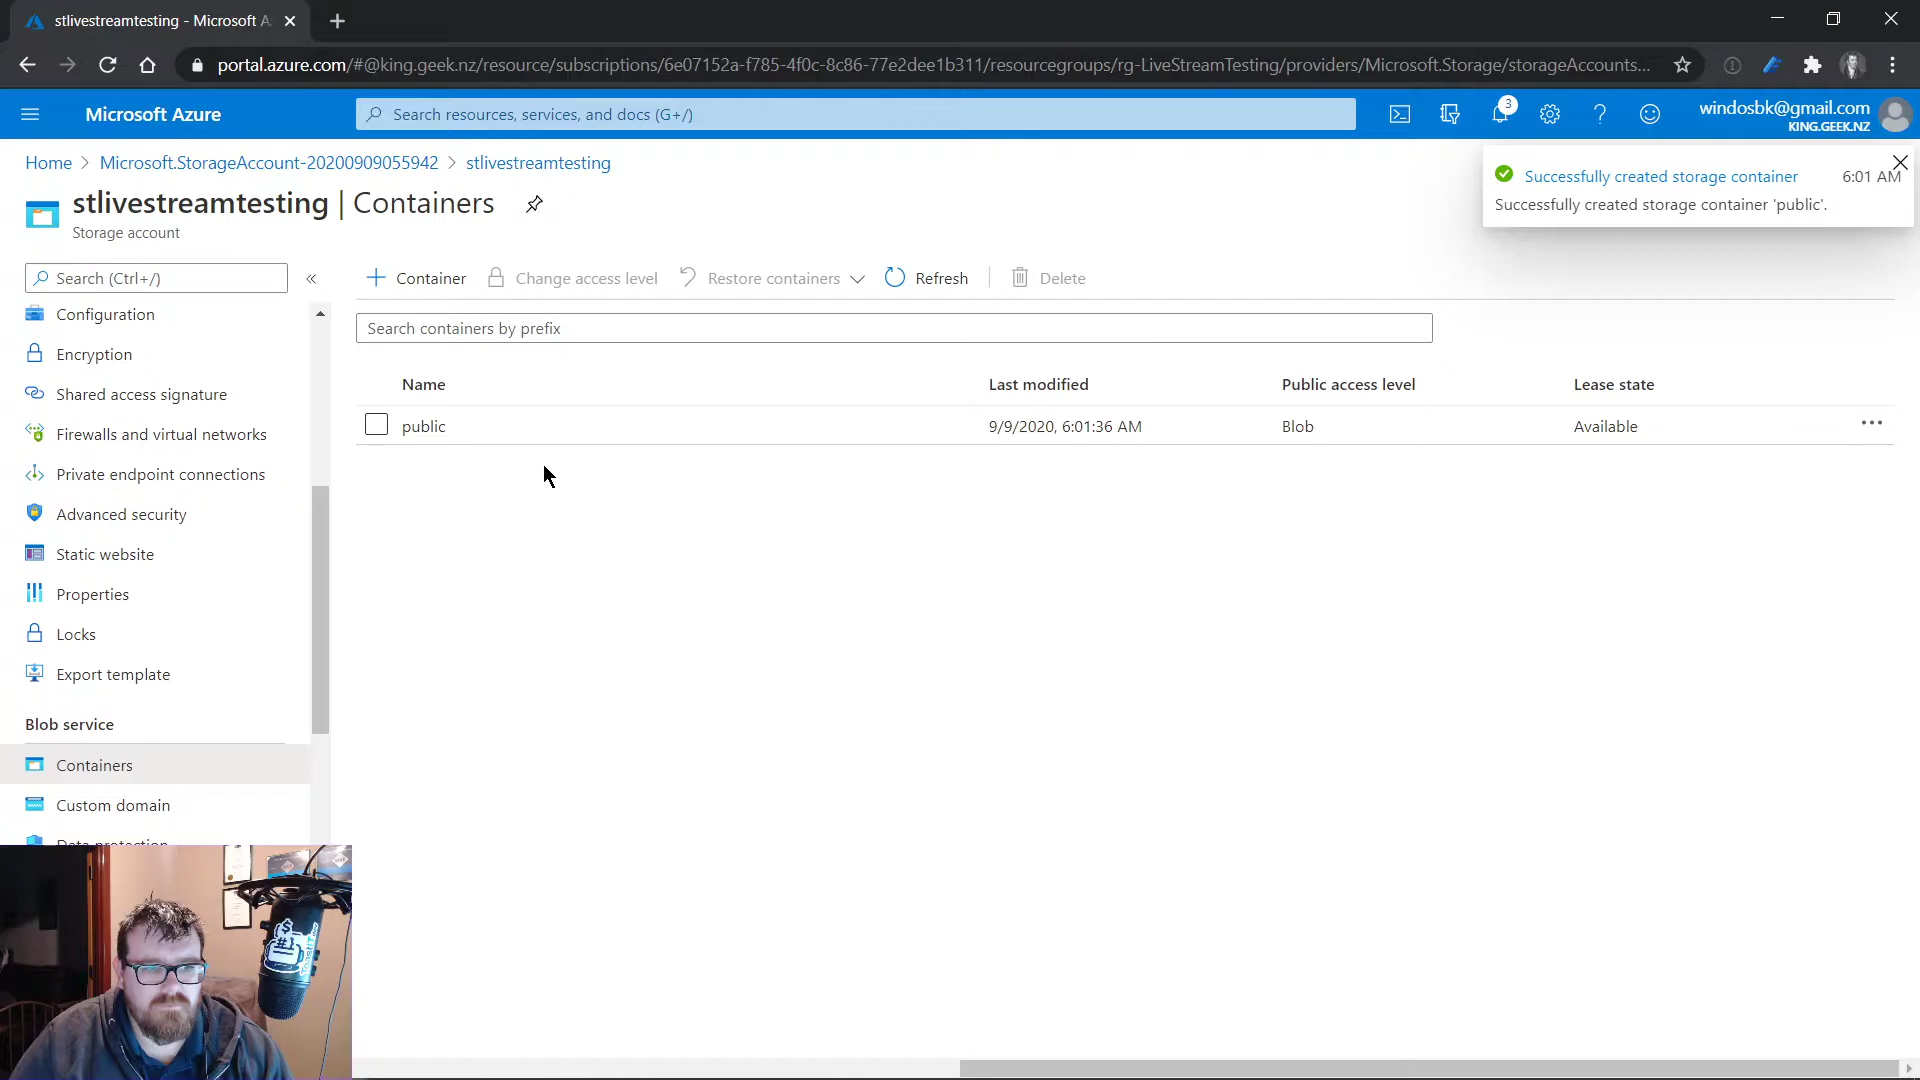 stlivestreamtesting - Microsoft A
portal.azure.com/#@king.geek.nz/resource/subscriptions/6e07152a-f785-4f0c-8c86-77e2dee1b311/resourcegroups/rg-LiveStreamTesting/providers/Microsoft.Storage/storageAccounts...
Microsoft Azure
Search resources, services, and docs (G+/)
3
windosbk@gmail.com
KING.GEEK.NZ
Home > Microsoft.StorageAccount-20200909055942 > stlivestreamtesting
Successfully created storage container
6:01 AM
Successfully created storage container 'public'.
stlivestreamtesting | Containers
Storage account
Search (Ctrl+/)
«
Container
Change access level
Restore containers
Refresh
Delete
Search containers by prefix
Name
Last modified
Public access level
Lease state
public
9/9/2020, 6:01:36 AM
Blob
Available
Configuration
Encryption
Shared access signature
Firewalls and virtual networks
Private endpoint connections
Advanced security
Static website
Properties
Locks
Export template
Blob service
Containers
Custom domain
Data protection